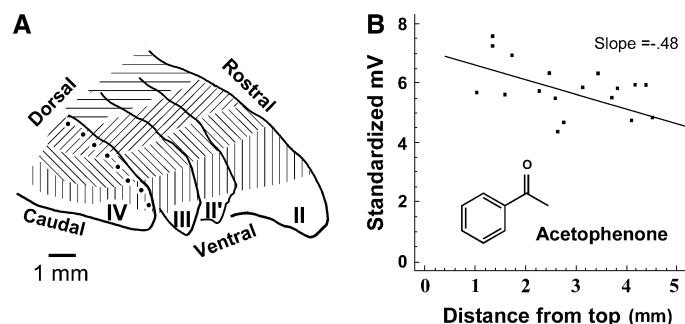 A
Dorsal
Rostral
Caudal
IV
III
II'
II
Ventral
1 mm
B
Standardized mV
8
6
4
2
0
Slope =-.48
O
Acetophenone
0 1 2 3 4 5
Distance from top (mm)